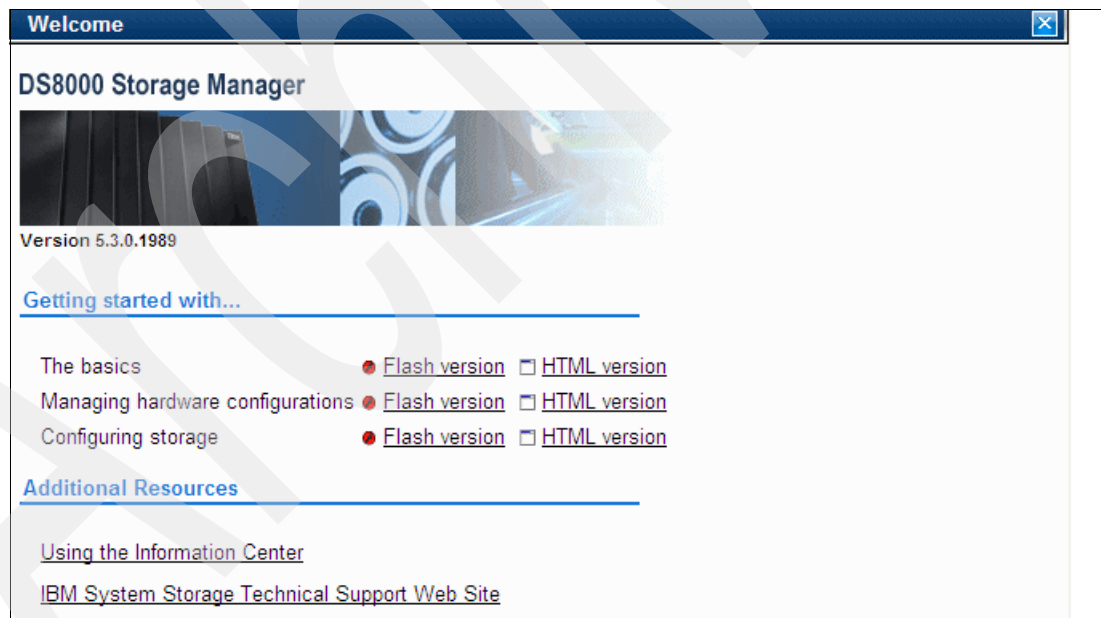 Welcome
DS8000 Storage Manager
Version 5.3.0.1989
Getting started with...
The basics Flash version HTML version
Managing hardware configurations Flash version HTML version
Configuring storage Flash version HTML version
Additional Resources
Using the Information Center
IBM System Storage Technical Support Web Site